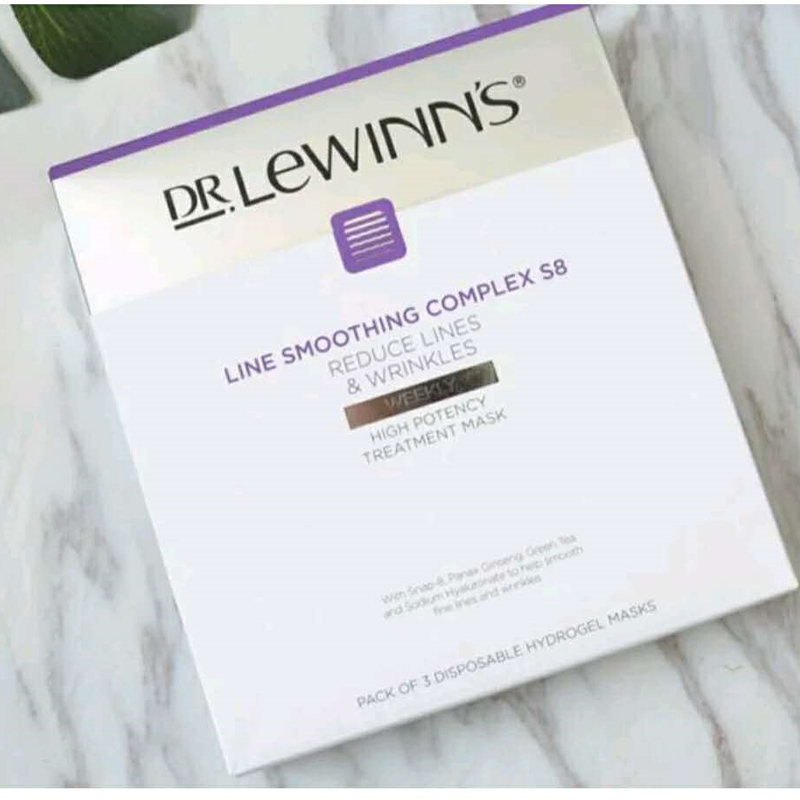 DR. LeWINN'S®
LINE SMOOTHING COMPLEX S8
REDUCE LINES
& WRINKLES
WEEKLY
HIGH POTENCY
TREATMENT MASK
With Snap-8, Panax Ginseng, Green Tea
and Sodium Hyaluronate to help smooth
fine lines and wrinkles
PACK OF 3 DISPOSABLE HYDROGEL MASKS